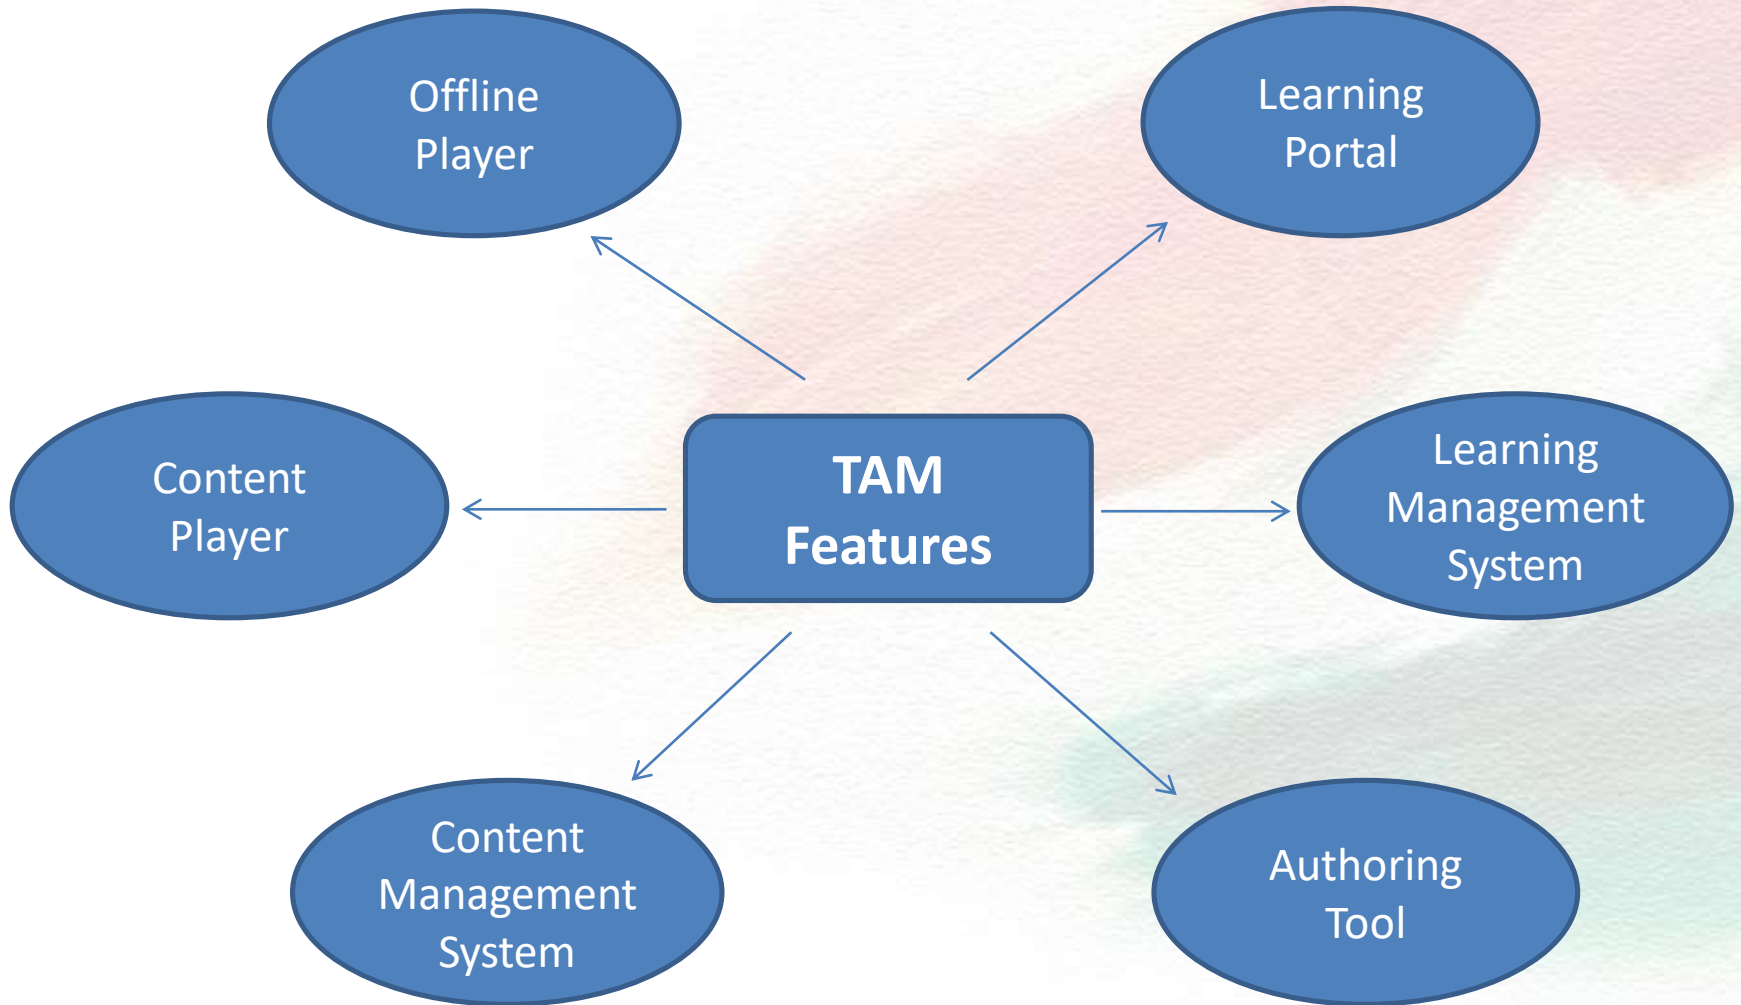 Offline
Player
Learning
Portal
Content
Player
TAM
Features
Learning
Management
System
Content
Management
System
Authoring
Tool